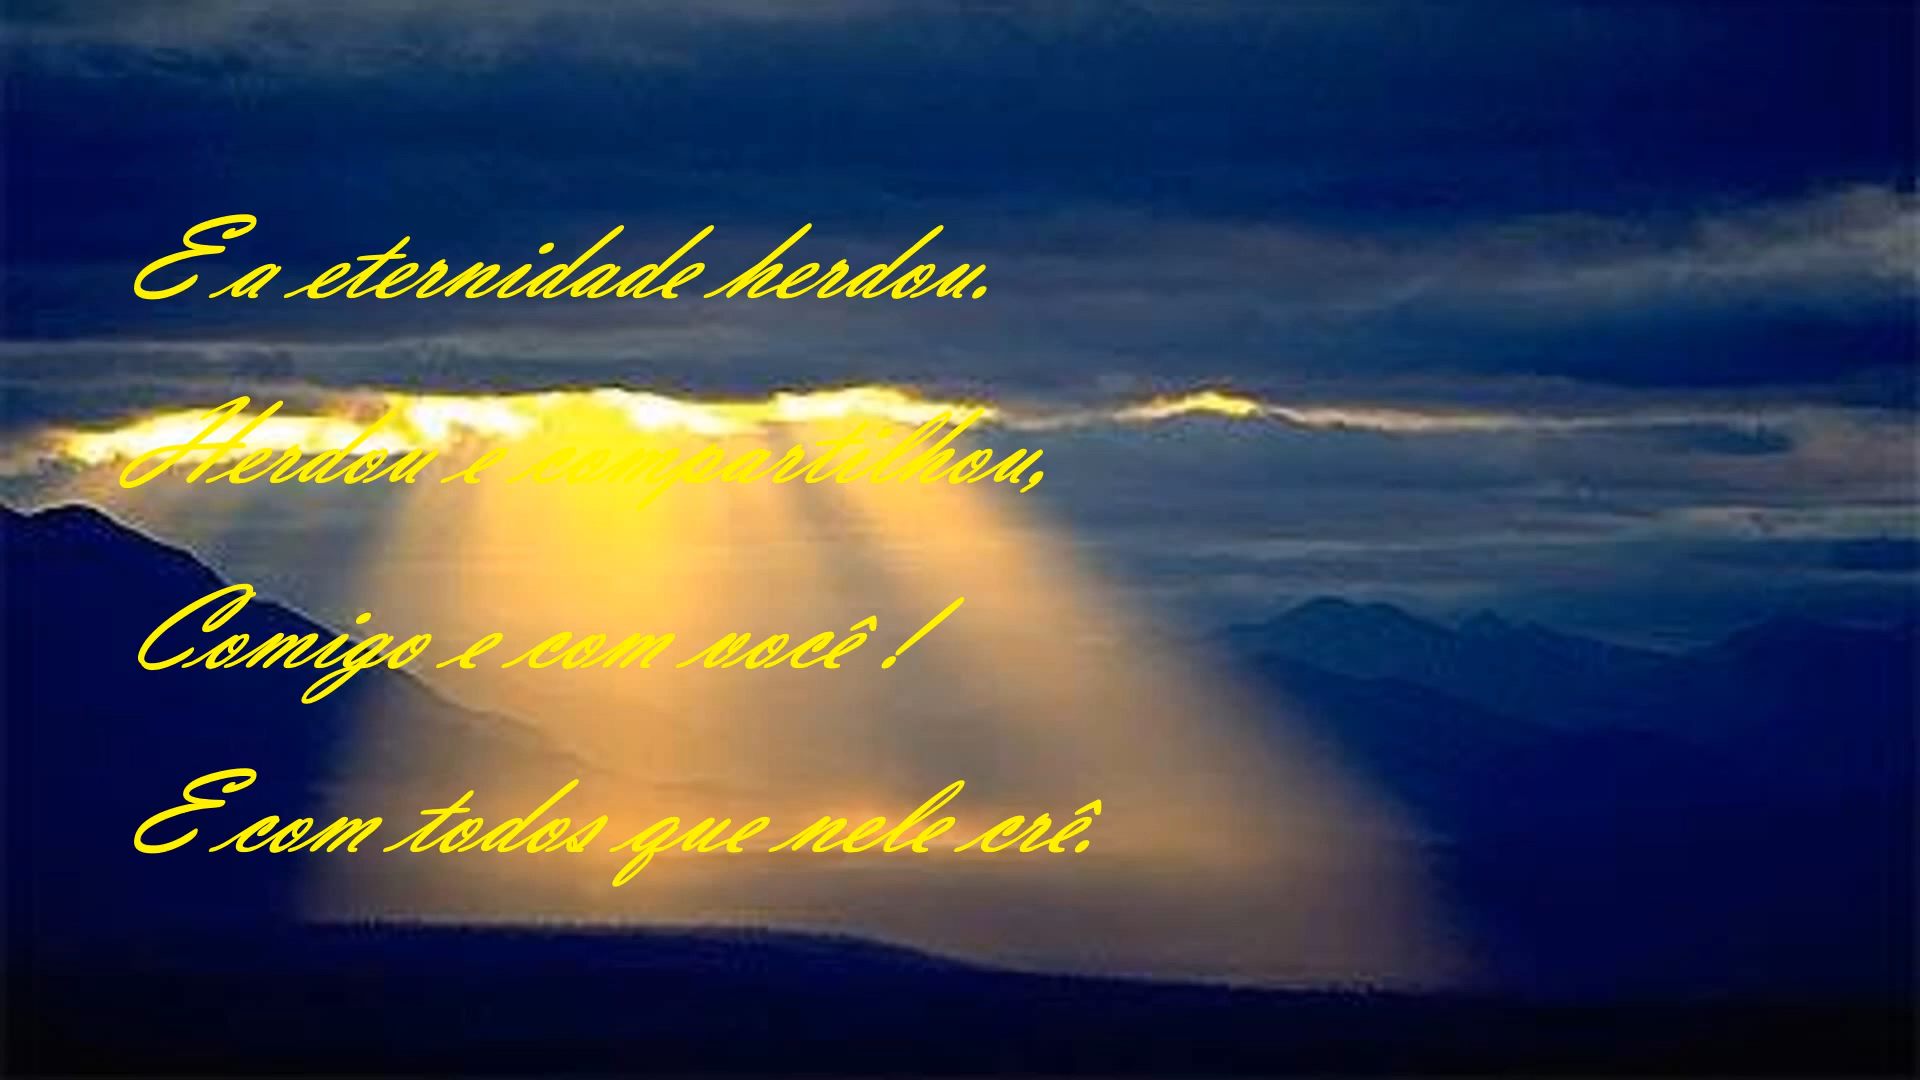 E a eternidade herdou.
Herdou e compartilhou,
Comigo e com você !
E com todos que nele crê.